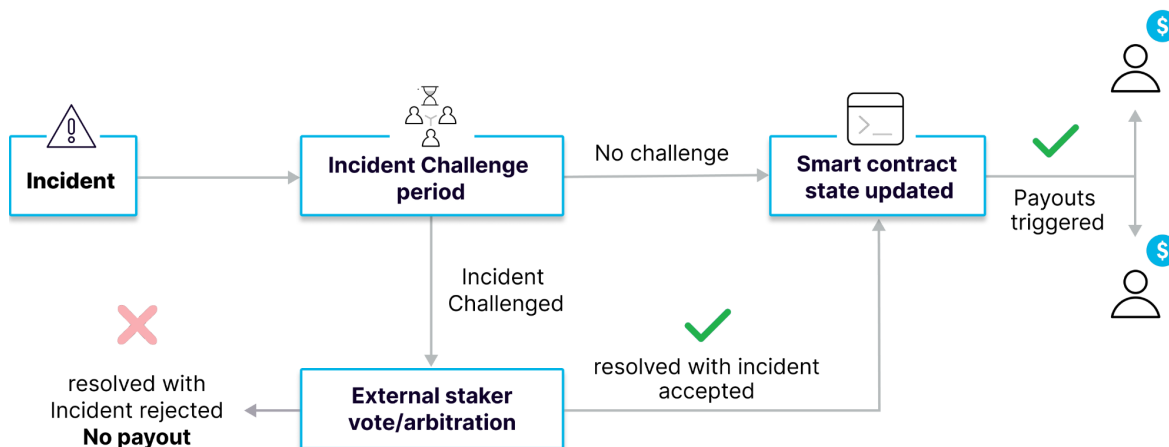 $
Incident
Incident Challenge
period
No challenge
Smart contract
state updated
Payouts
triggered
$
Incident
Challenged
resolved with
Incident rejected
No payout
External staker
vote/arbitration
resolved with incident
accepted